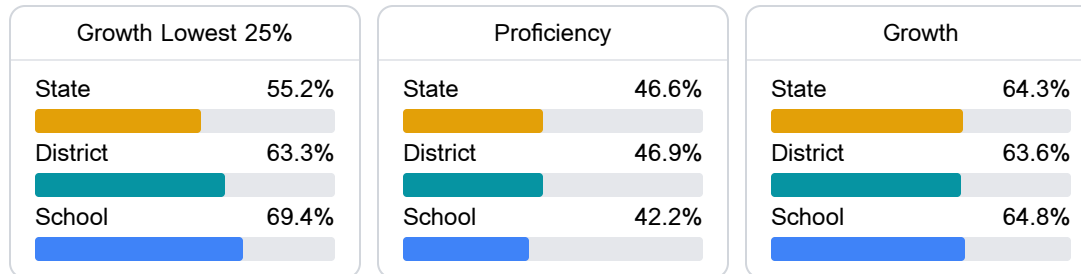 Growth Lowest 25%
State 55.2%
District 63.3%
School 69.4%
Proficiency
State 46.6%
District 46.9%
School 42.2%
Growth
State 64.3%
District 63.6%
School 64.8%